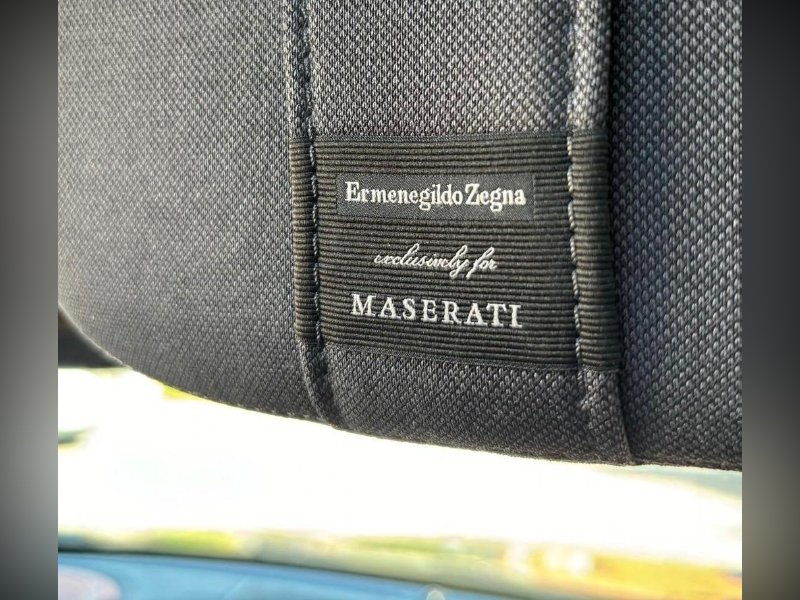 Ermenegildo Zegna
exclusively for
MASERATI